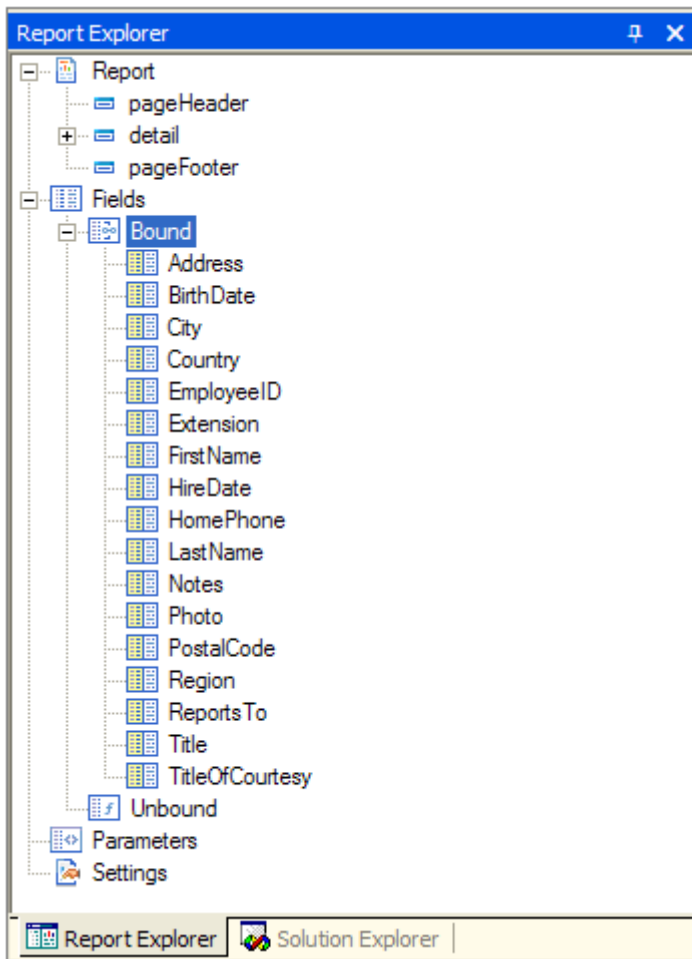 Report Explorer
Report
pageHeader
detail
pageFooter
Fields
Bound
Address
BirthDate
City
Country
EmployeeID
Extension
FirstName
HireDate
HomePhone
LastName
Notes
Photo
PostalCode
Region
ReportsTo
Title
TitleOfCourtesy
Unbound
Parameters
Settings
Report Explorer Solution Explorer